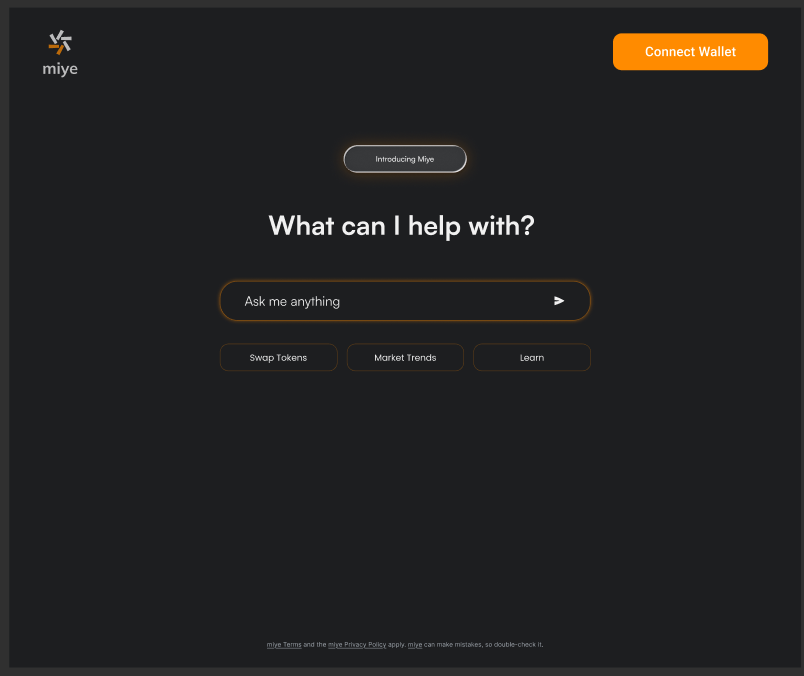 miye
Connect Wallet
Introducing Miye
What can I help with?
Ask me anything
Swap Tokens
Market Trends
Learn
miye Terms and the miye Privacy Policy apply. miye can make mistakes, so double-check it.